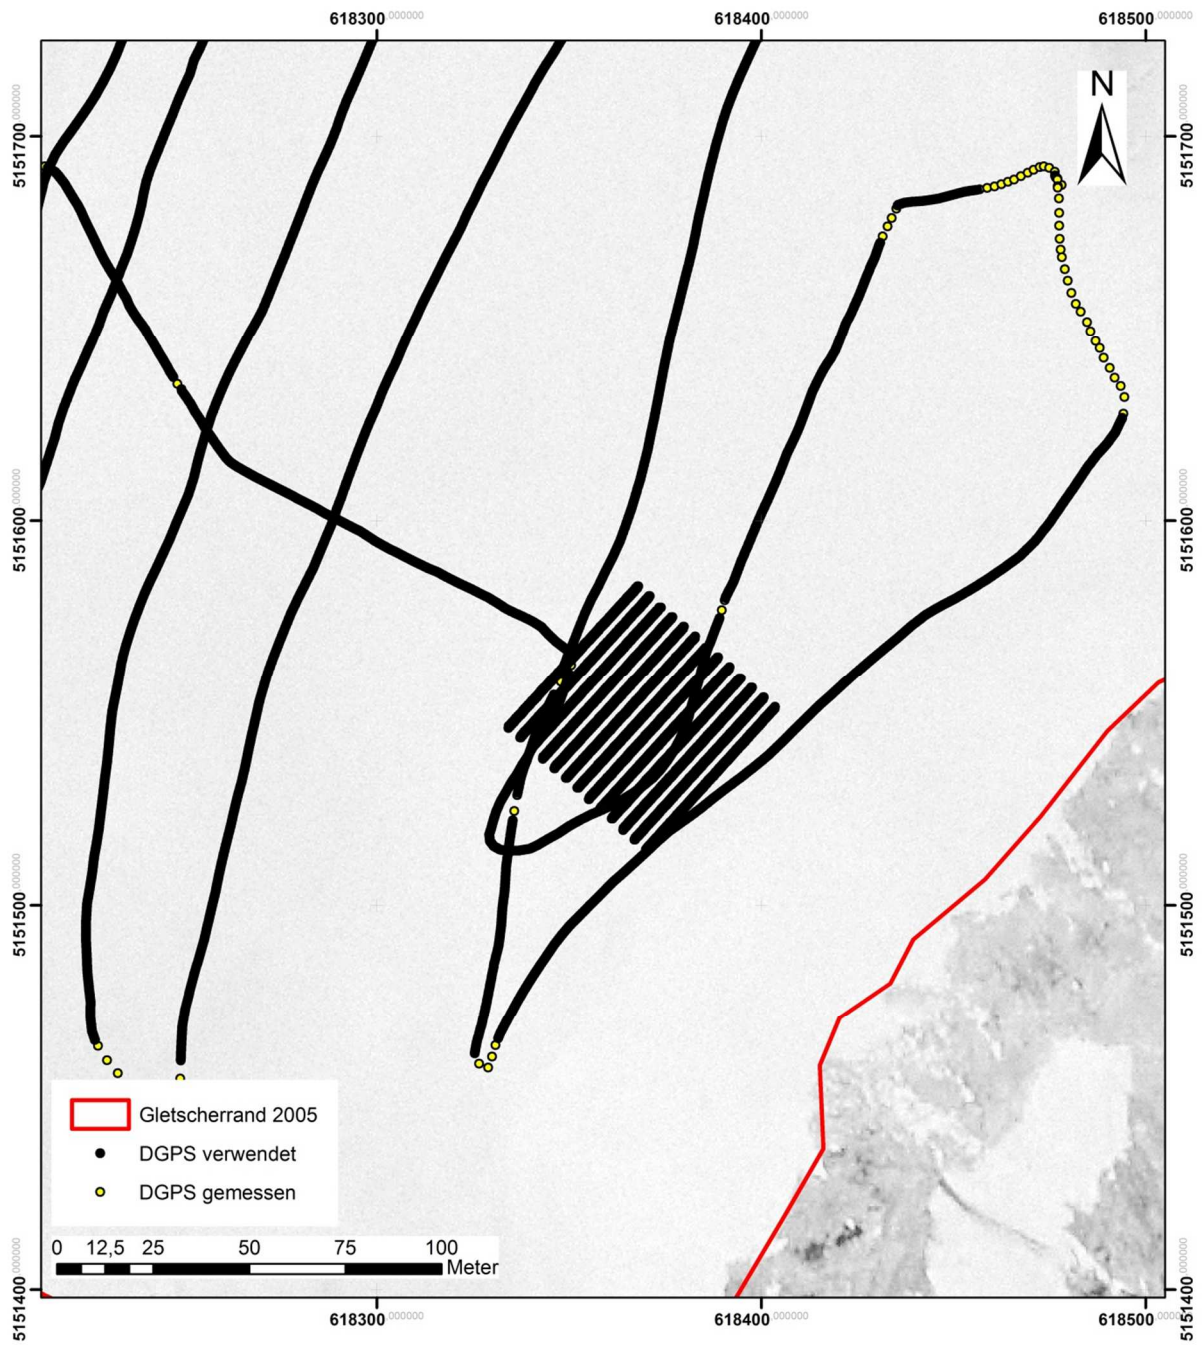 618300,000000 618400,000000 618500,000000
N
5151700,000000 5151700,000000
5151600,000000 5151600,000000
5151500,000000 5151500,000000
Gletscherrand 2005
DGPS verwendet
DGPS gemessen
0 12,5 25 50 75 100
Meter
5151400,000000 5151400,000000
618300,000000 618400,000000 618500,000000